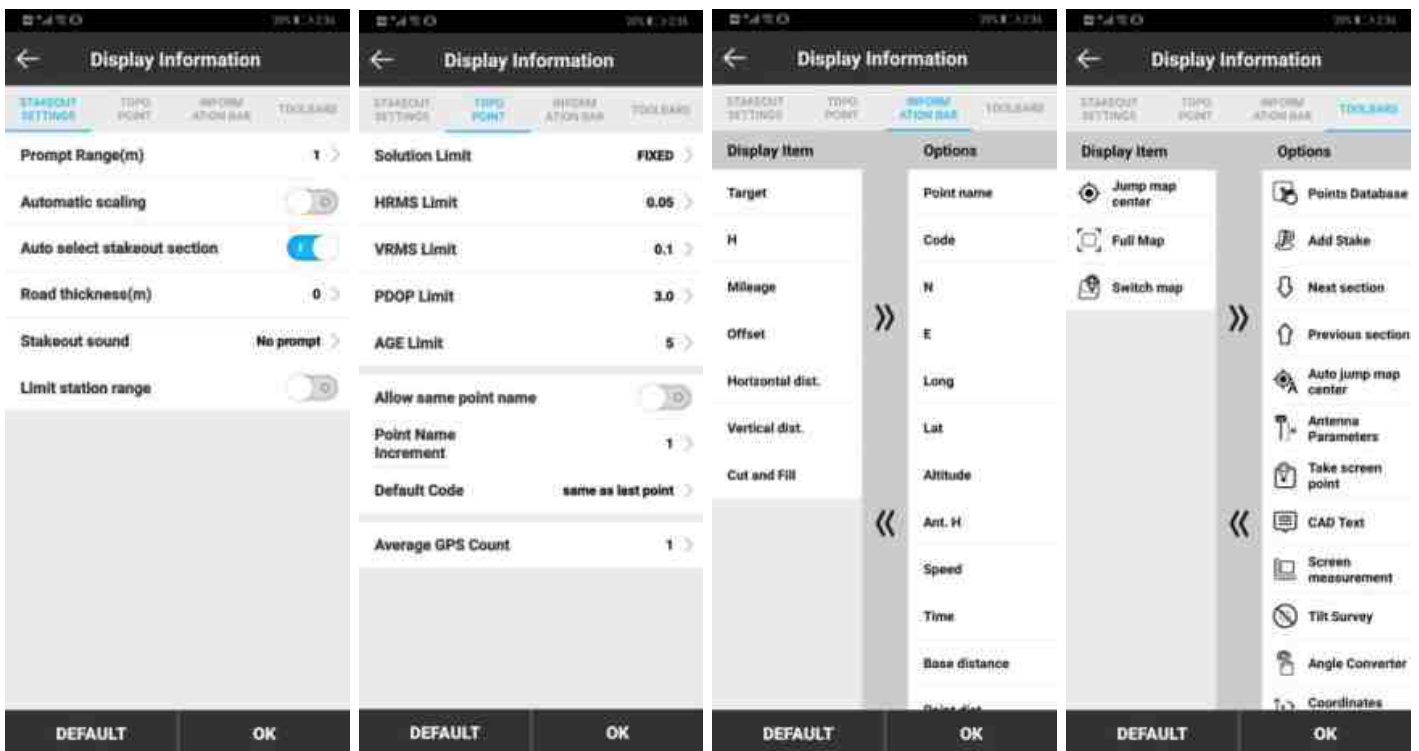 Display Information
STAKEOUT SETTINGS
TOPO POINT
INFORM ATION BAR
TOOLBARS
Prompt Range(m) 1
Automatic scaling
Auto select stakeout section
Road thickness(m) 0
Stakeout sound No prompt
Limit station range
DEFAULT OK
Display Information
STAKEOUT SETTINGS
TOPO POINT
INFORM ATION BAR
TOOLBARS
Solution Limit FIXED
HRMS Limit 0.05
VRMS Limit 0.1
PDOP Limit 3.0
AGE Limit 5
Allow same point name
Point Name
Increment 1
Default Code same as last point
Average GPS Count 1
DEFAULT OK
Display Information
STAKEOUT SETTINGS
TOPO POINT
INFORM ATION BAR
TOOLBARS
Display Item Options
Target
H
Mileage
Offset
Horizontal dist.
Vertical dist.
Cut and Fill
Point name
Code
N
E
Long
Lat
Altitude
Ant. H
Speed
Time
Base distance
DEFAULT OK
Display Information
STAKEOUT SETTINGS
TOPO POINT
INFORM ATION BAR
TOOLBARS
Display Item Options
Jump map
center
Full Map
Switch map
Points Database
Add Stake
Next section
Previous section
Auto jump map
center
Antenna
Parameters
Take screen
point
CAD Text
Screen
measurement
Tilt Survey
Angle Converter
Coordinates
DEFAULT OK